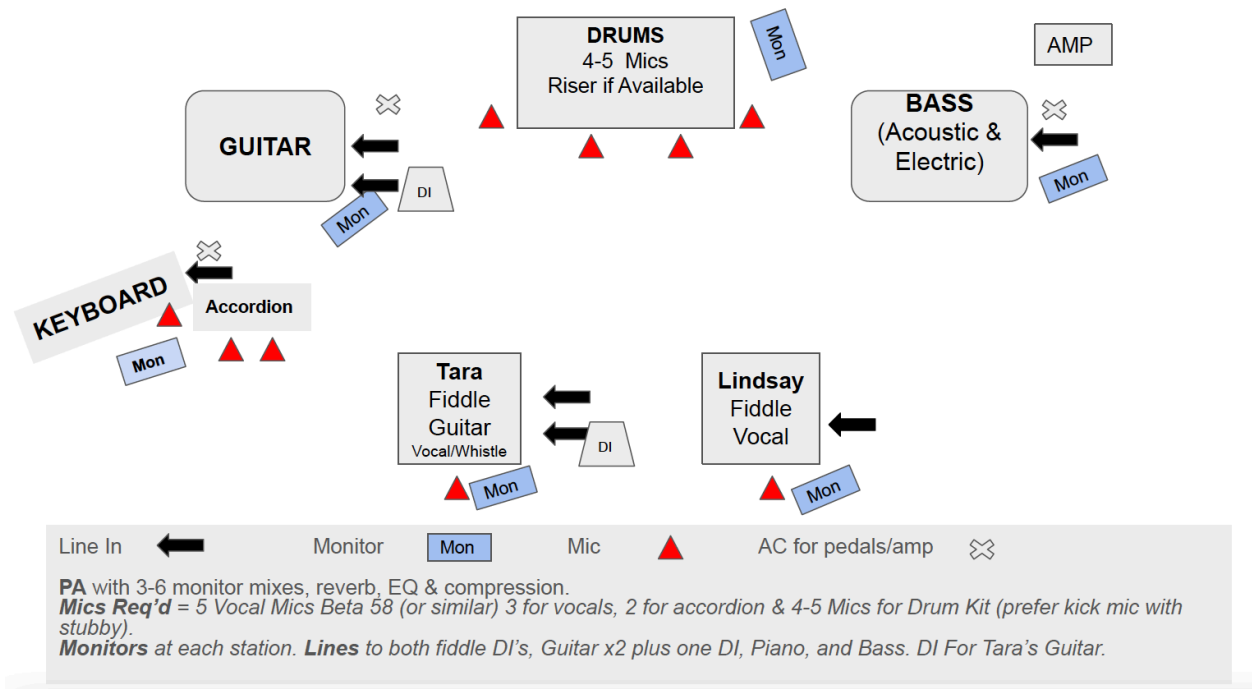 DRUMS
4-5 Mics
Riser if Available
Mon
AMP
GUITAR
BASS
(Acoustic &
Electric)
DI
Mon
Mon
KEYBOARD
Accordion
Mon
Tara
Fiddle
Guitar
Vocal/Whistle
DI
Mon
Lindsay
Fiddle
Vocal
Mon
Line In
Monitor
Mon
Mic
AC for pedals/amp
PA with 3-6 monitor mixes, reverb, EQ & compression.
Mics Req'd = 5 Vocal Mics Beta 58 (or similar) 3 for vocals, 2 for accordion & 4-5 Mics for Drum Kit (prefer kick mic with
stubby).
Monitors at each station. Lines to both fiddle DI's, Guitar x2 plus one DI, Piano, and Bass. DI For Tara's Guitar.